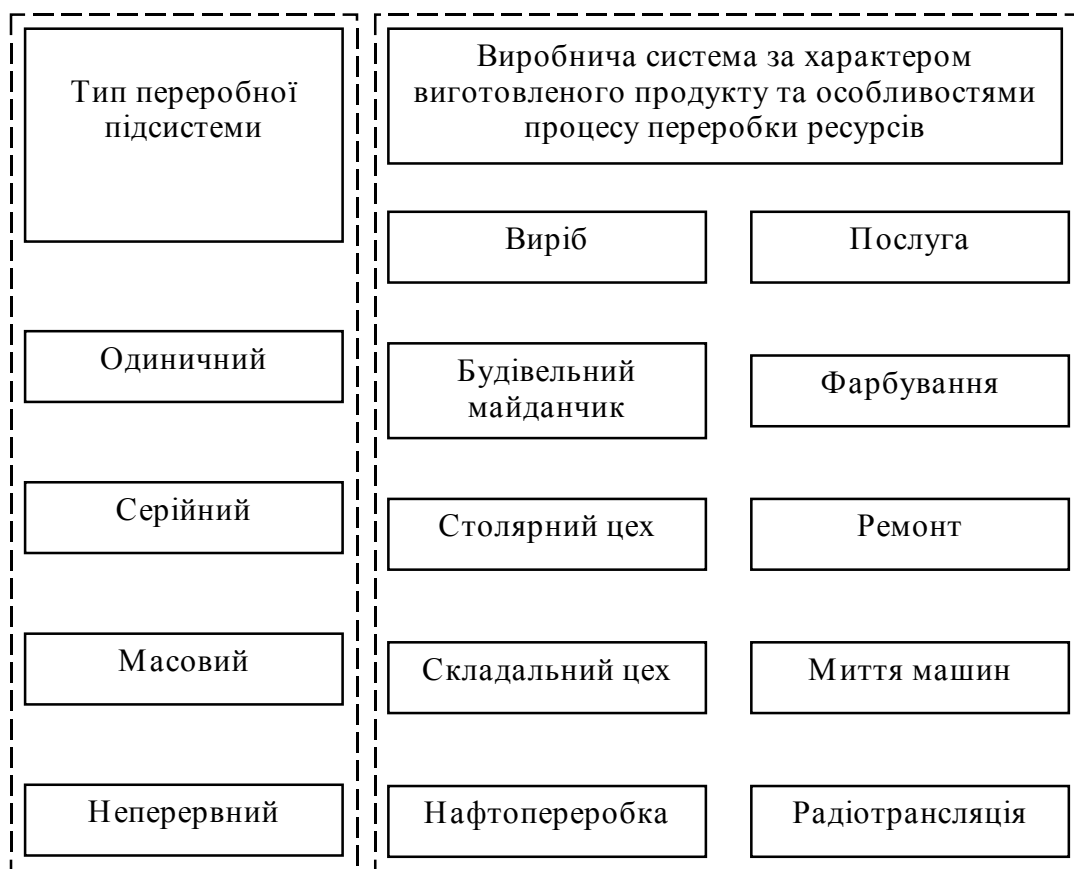 Тип переробної
підсистеми
Виробнича система за характером
виготовленого продукту та особливостями
процесу переробки ресурсів
Виріб
Послуга
Одиничний
Будівельний
майданчик
Фарбування
Серійний
Столярний цех
Ремонт
Масовий
Складальний цех
Миття машин
Неперервний
Нафтопереробка
Радіотрансляція